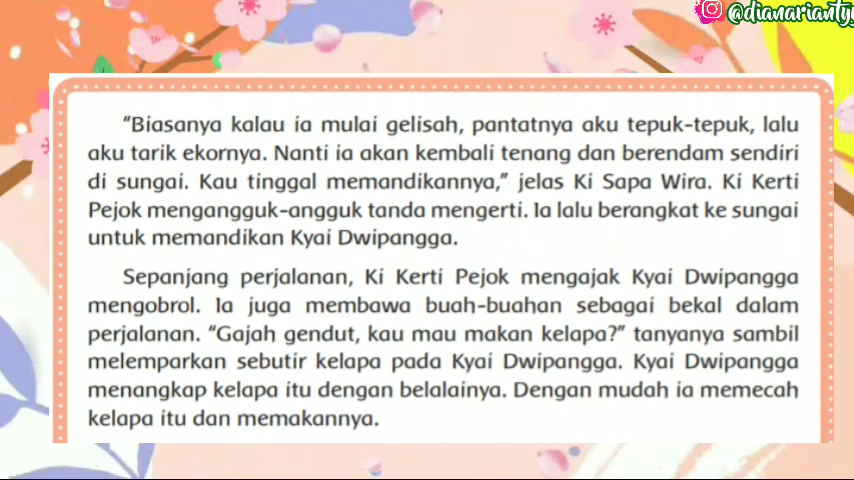 @dianarianty
"Biasanya kalau ia mulai gelisah, pantatnya aku tepuk-tepuk, lalu
aku tarik ekornya. Nanti ia akan kembali tenang dan berendam sendiri
di sungai. Kau tinggal memandikannya," jelas Ki Sapa Wira. Ki Kerti
Pejok mengangguk-angguk tanda mengerti. Ia lalu berangkat ke sungai
untuk memandikan Kyai Dwipangga.
Sepanjang perjalanan, Ki Kerti Pejok mengajak Kyai Dwipangga
mengobrol. Ia juga membawa buah-buahan sebagai bekal dalam
perjalanan. "Gajah gendut, kau mau makan kelapa?" tanyanya sambil
melemparkan sebutir kelapa pada Kyai Dwipangga. Kyai Dwipangga
menangkap kelapa itu dengan belalainya. Dengan mudah ia memecah
kelapa itu dan memakannya.